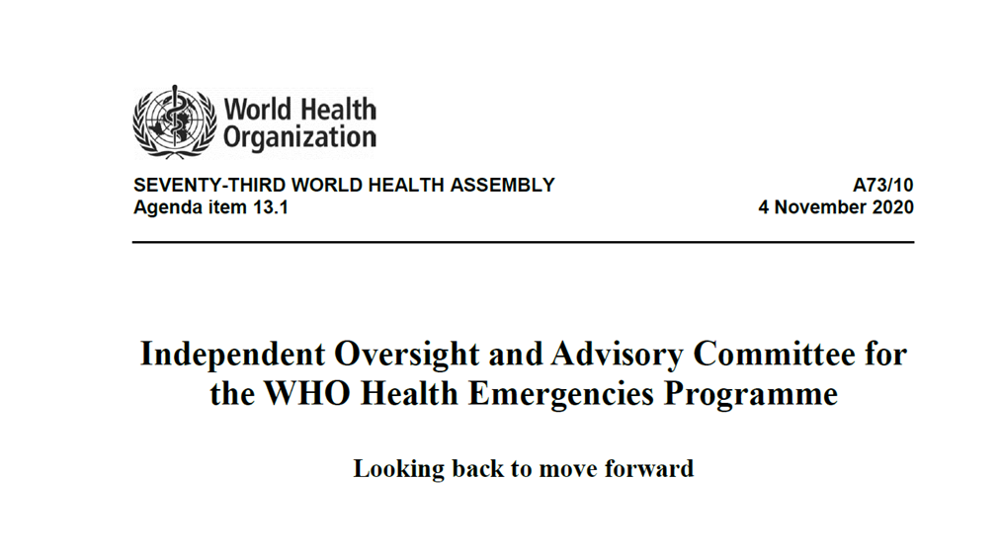 World Health
Organization
SEVENTY-THIRD WORLD HEALTH ASSEMBLY A73/10
Agenda item 13.1 4 November 2020
Independent Oversight and Advisory Committee for
the WHO Health Emergencies Programme
Looking back to move forward